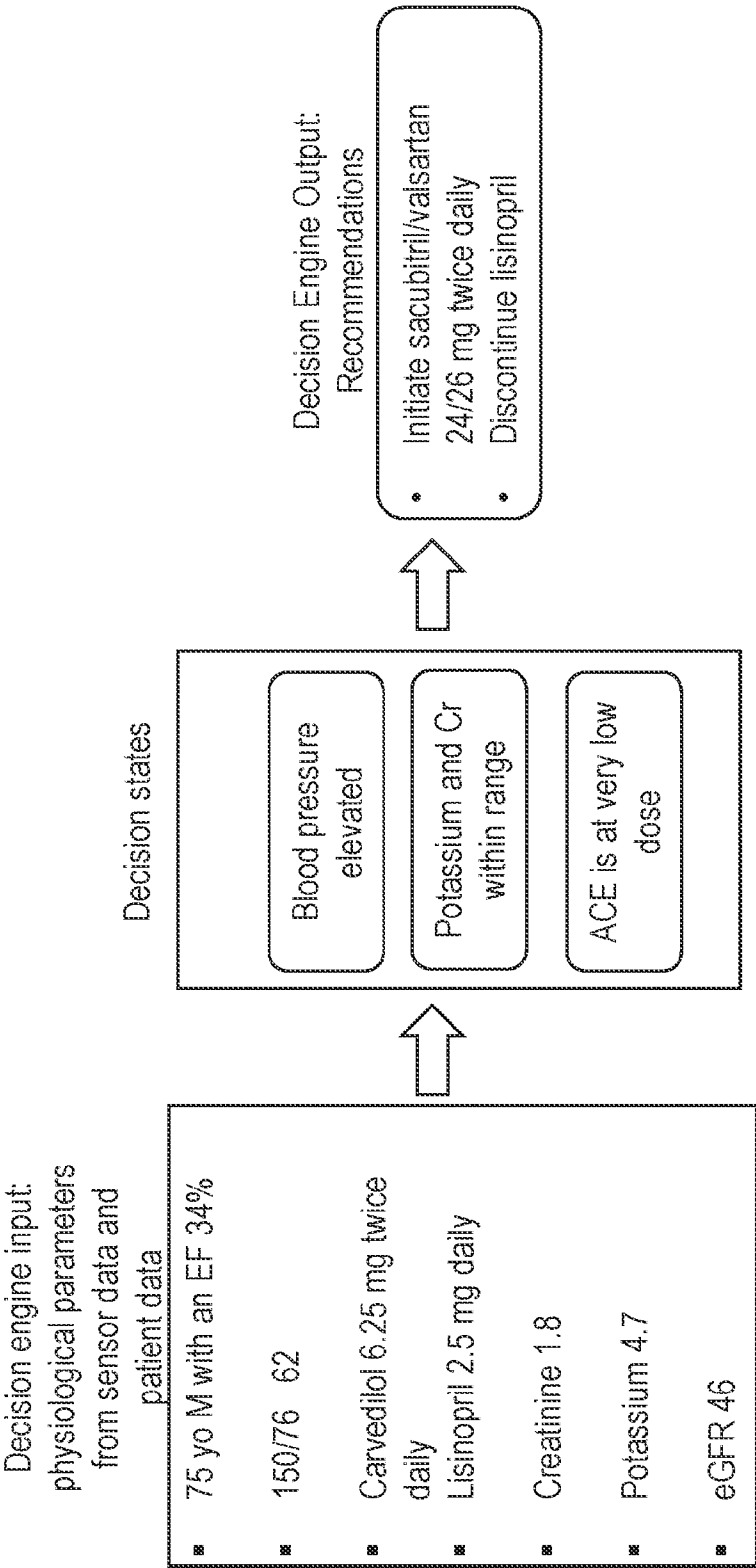 Decision engine input:
physiological parameters
from sensor data and
patient data
▪ 75 yo M with an EF 34%
▪ 150/76 62
▪ Carvedilol 6.25 mg twice
daily
▪ Lisinopril 2.5 mg daily
▪ Creatinine 1.8
▪ Potassium 4.7
▪ eGFR 46
Decision states
Blood pressure
elevated
Potassium and Cr
within range
ACE is at very low
dose
Decision Engine Output:
Recommendations
• Initiate sacubitril/valsartan
24/26 mg twice daily
• Discontinue lisinopril